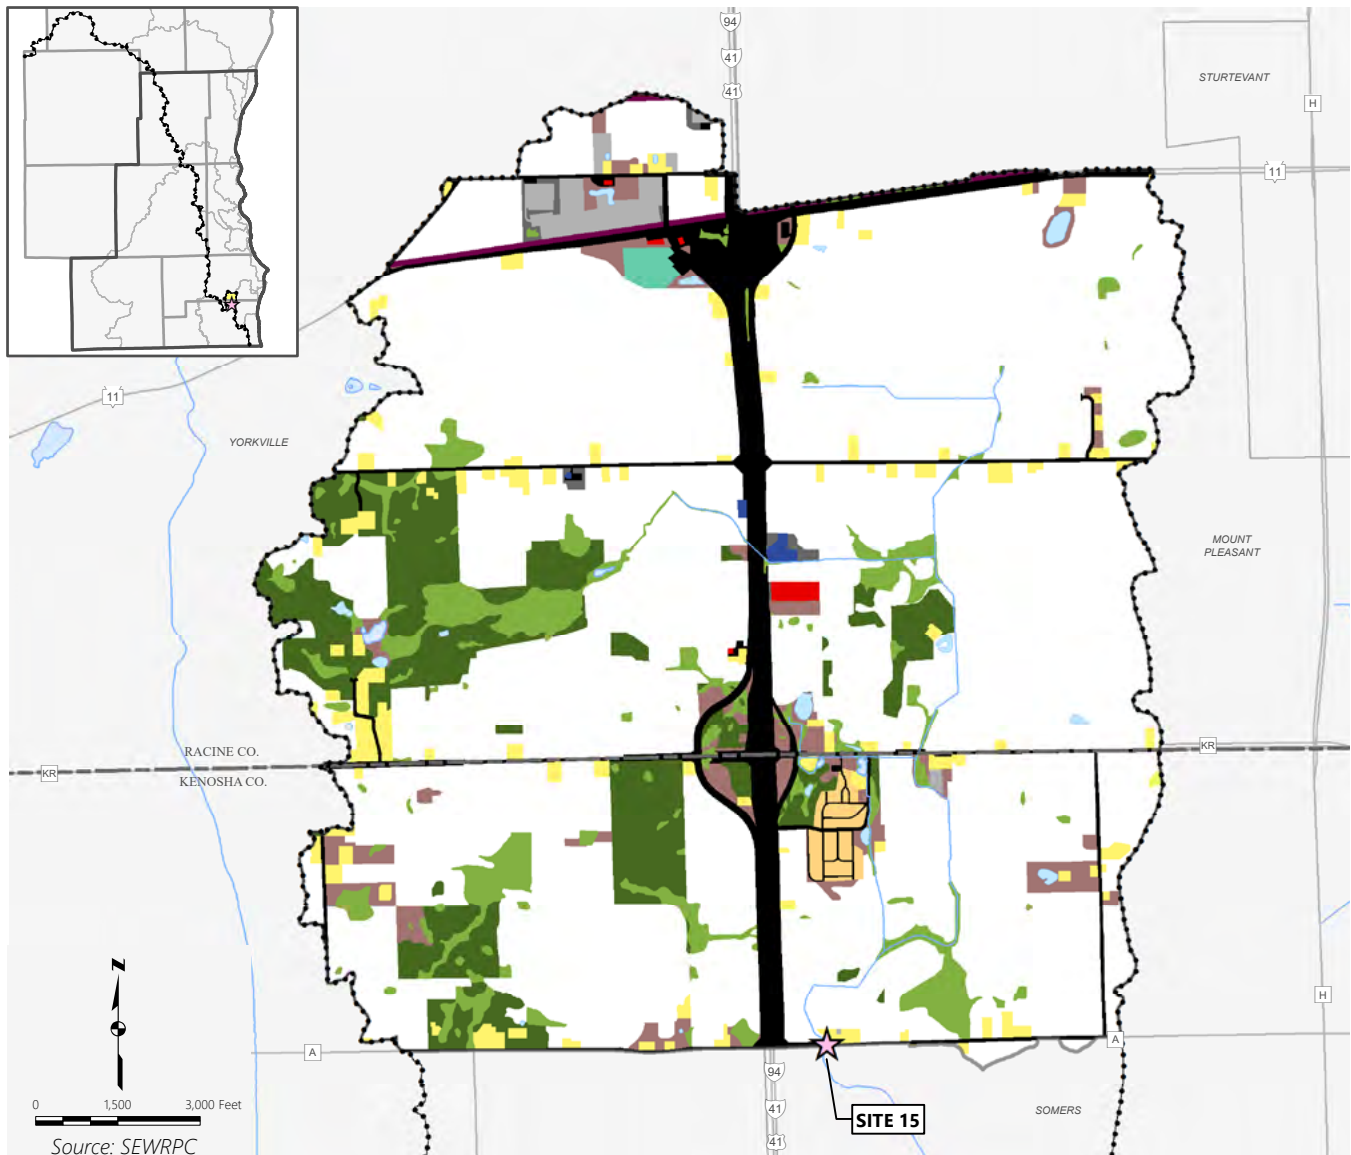 94
41
41
STURTEVANT
H
11
11
YORKVILLE
MOUNT
PLEASANT
RACINE CO.
KR
KR
KENOSHA CO.
N
H
A
A
94
0 1,500 3,000 Feet
41
SOMERS
SITE 15
41
Source: SEWRPC